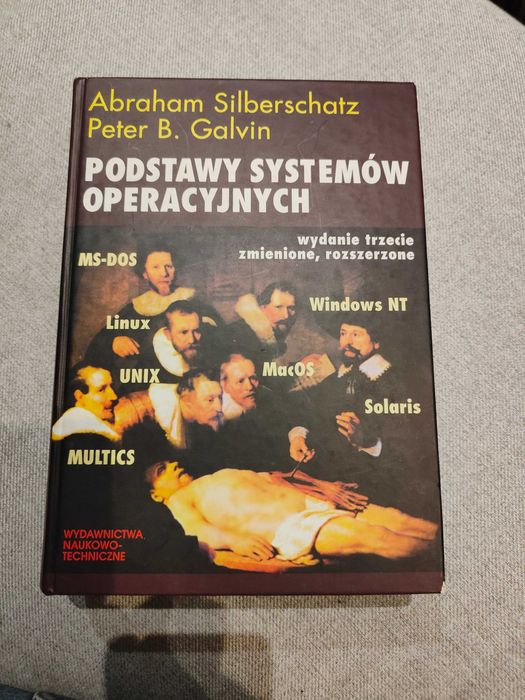 Abraham Silberschatz
Peter B. Galvin
PODSTAWY SYSTEMÓW
OPERACYJNYCH
wydanie trzecie
zmienione, rozszerzone
MS-DOS
Windows NT
Linux
UNIX
MacOS
Solaris
MULTICS
WYDAWNICTWA
NAUKOWO-
TECHNICZNE